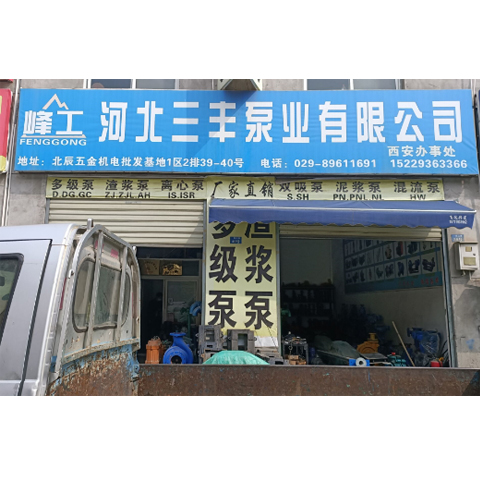 峰工
FENGGONG
河北三丰泵业有限公司
西安办事处
地址：北辰五金机电批发基地1区2排39-40号 电话：029-89611691 15229363366
多级泵 渣浆泵 离心泵 厂家直销 双吸泵 泥浆泵 混流泵
D.DG.GC ZJ.ZJL.AH IS.ISR S.SH PN.PNL.NL HW
多级泵
渣浆泵